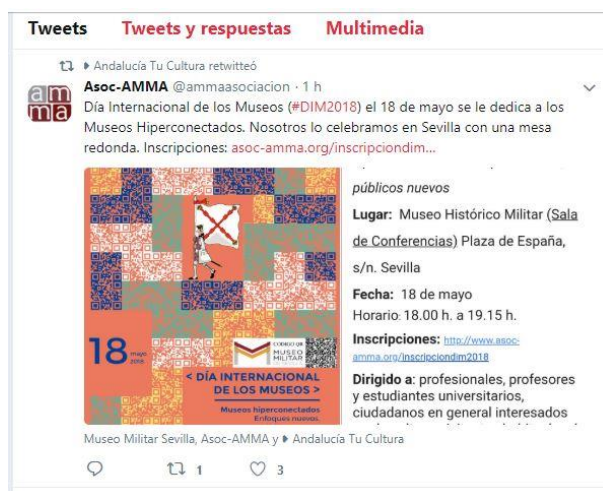 Tweets Tweets y respuestas Multimedia
Andalucía Tu Cultura retwitteó
Asoc-AMMA @ammaasociacion · 1 h
Día Internacional de los Museos (#DIM2018) el 18 de mayo se le dedica a los
Museos Hiperconectados. Nosotros lo celebramos en Sevilla con una mesa
redonda. Inscripciones: asoc-amma.org/inscripciondim...
am
ma
18 mayo
2018
CODIGO QR
MUSEO
MILITAR
< DÍA INTERNACIONAL
DE LOS MUSEOS >
Museos hiperconectados
Enfoques nuevos
públicos nuevos
Lugar: Museo Histórico Militar (Sala
de Conferencias) Plaza de España,
s/n. Sevilla
Fecha: 18 de mayo
Horario: 18.00 h. a 19.15 h.
Inscripciones: http://www.asoc-
amma.org/inscripciondim2018
Dirigido a: profesionales, profesores
y estudiantes universitarios,
ciudadanos en general interesados
Museo Militar Sevilla, Asoc-AMMA y Andalucía Tu Cultura
1 3